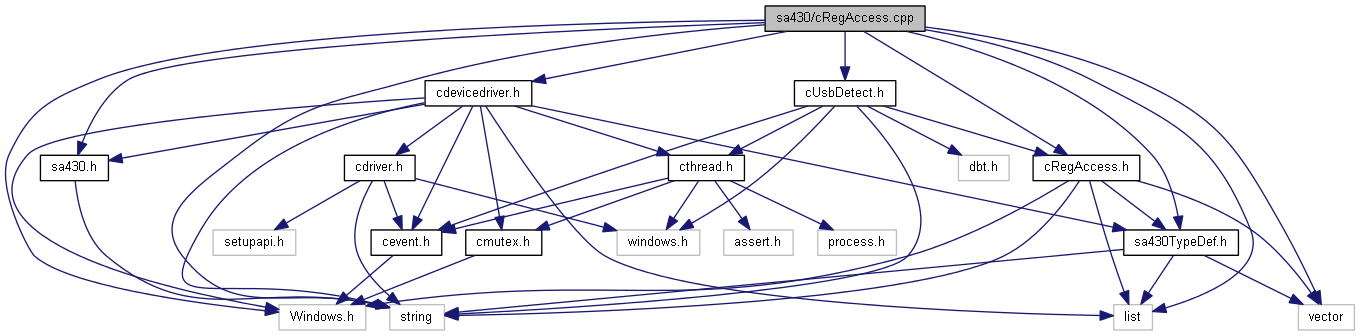 sa430/cRegAccess.cpp
cdevicedriver.h
cUsbDetect.h
sa430.h
cdriver.h
cthread.h
dbt.h
cRegAccess.h
setupapi.h
cevent.h
cmutex.h
windows.h
assert.h
process.h
sa430TypeDef.h
Windows.h
string
list
vector